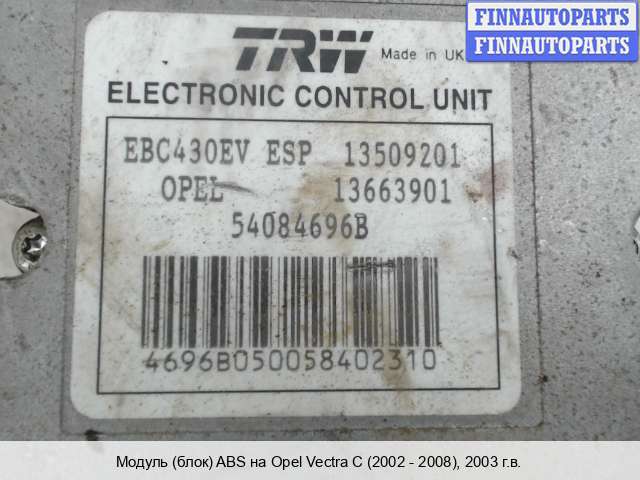 TRW Made in UK
FINNAUTOPARTS
FINNAUTOPARTS
ELECTRONIC CONTROL UNIT
EBC430EV ESP 13509201
OPEL 13663901
54084696B
4696B050058402310
Модуль (блок) ABS на Opel Vectra C (2002 - 2008), 2003 г.в.